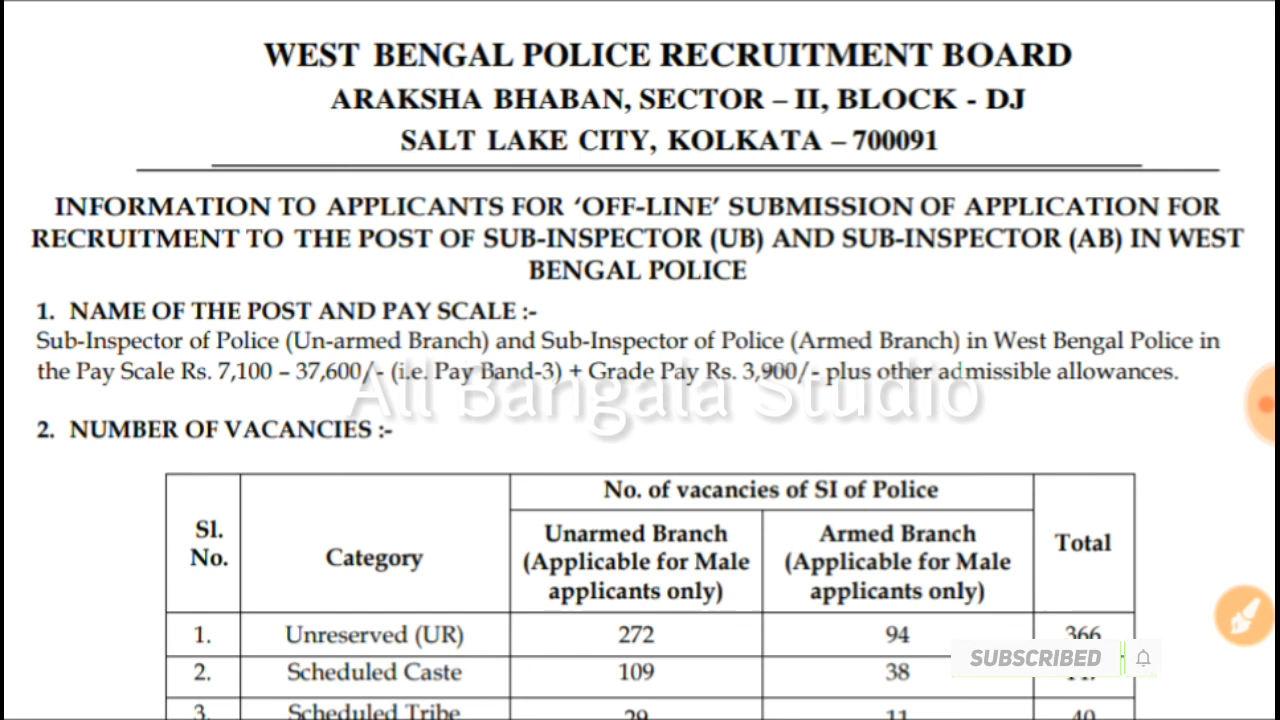 WEST BENGAL POLICE RECRUITMENT BOARD
ARAKSHA BHABAN, SECTOR – II, BLOCK - DJ
SALT LAKE CITY, KOLKATA – 700091
INFORMATION TO APPLICANTS FOR ‘OFF-LINE’ SUBMISSION OF APPLICATION FOR
RECRUITMENT TO THE POST OF SUB-INSPECTOR (UB) AND SUB-INSPECTOR (AB) IN WEST
BENGAL POLICE
1. NAME OF THE POST AND PAY SCALE :-
Sub-Inspector of Police (Un-armed Branch) and Sub-Inspector of Police (Armed Branch) in West Bengal Police in
the Pay Scale Rs. 7,100 – 37,600/- (i.e. Pay Band-3) + Grade Pay Rs. 3,900/- plus other admissible allowances.
All Bangala Studio
2. NUMBER OF VACANCIES :-
Sl. No. Category No. of vacancies of SI of Police Total
Unarmed Branch (Applicable for Male applicants only) Armed Branch (Applicable for Male applicants only)
1. Unreserved (UR) 272 94 366
2. Scheduled Caste 109 38
SUBSCRIBED
3. Scheduled Tribe 29 11 40